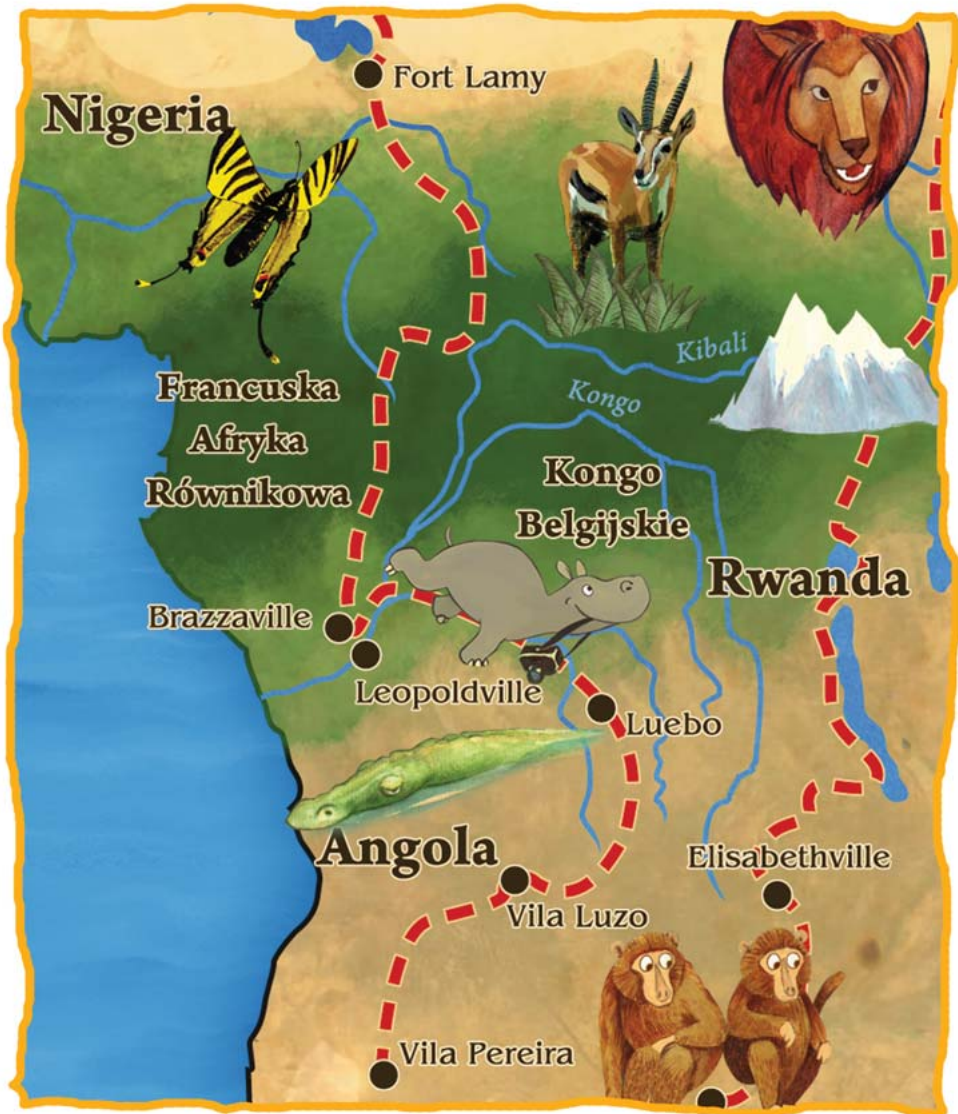 Fort Lamy
Nigeria
Kibali
Kongo
Francuska
Afryka
Równikowa
Kongo
Belgijskie
Rwanda
Brazzaville
Leopoldville
Luebo
Angola
Elisabethville
Vila Luzo
Vila Pereira